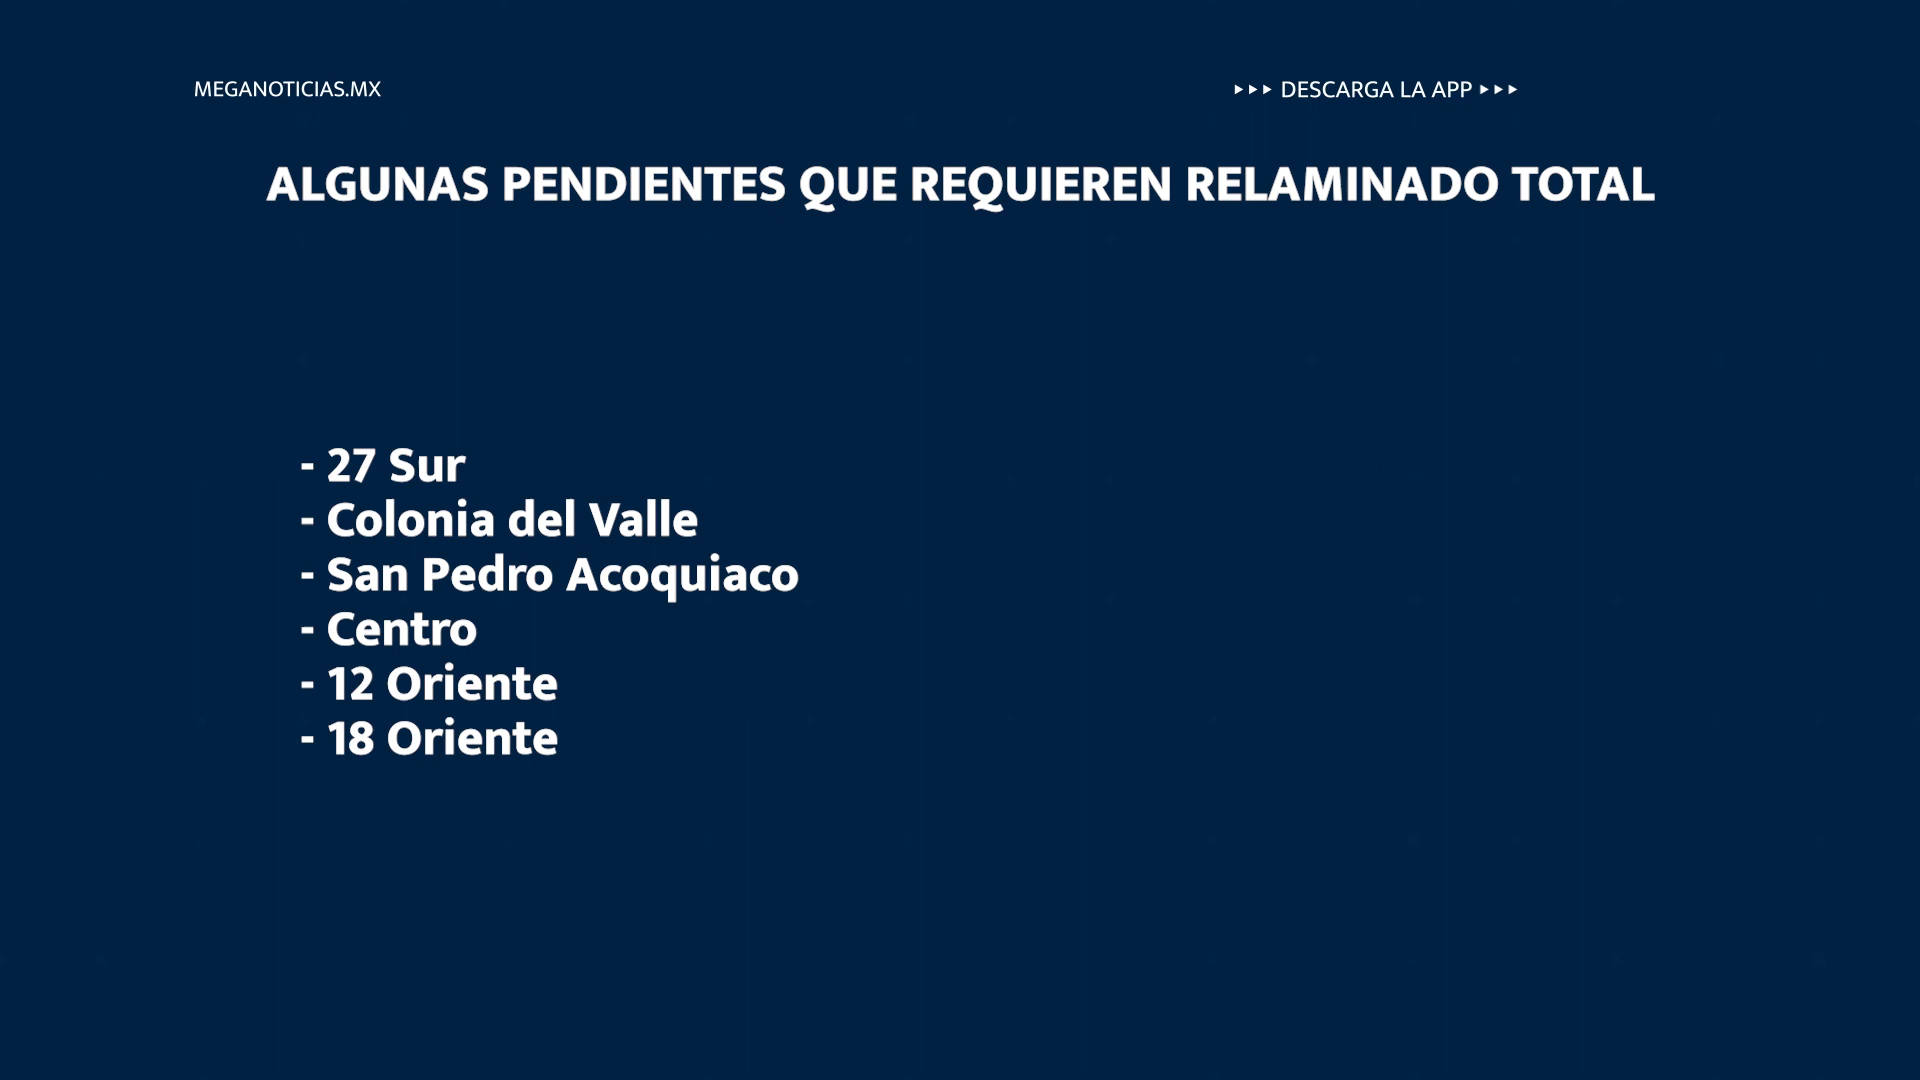 MEGANOTICIAS.MX
DESCARGA LA APP
ALGUNAS PENDIENTES QUE REQUIEREN RELAMINADO TOTAL
- 27 Sur
- Colonia del Valle
- San Pedro Acoquiaco
- Centro
- 12 Oriente
- 18 Oriente